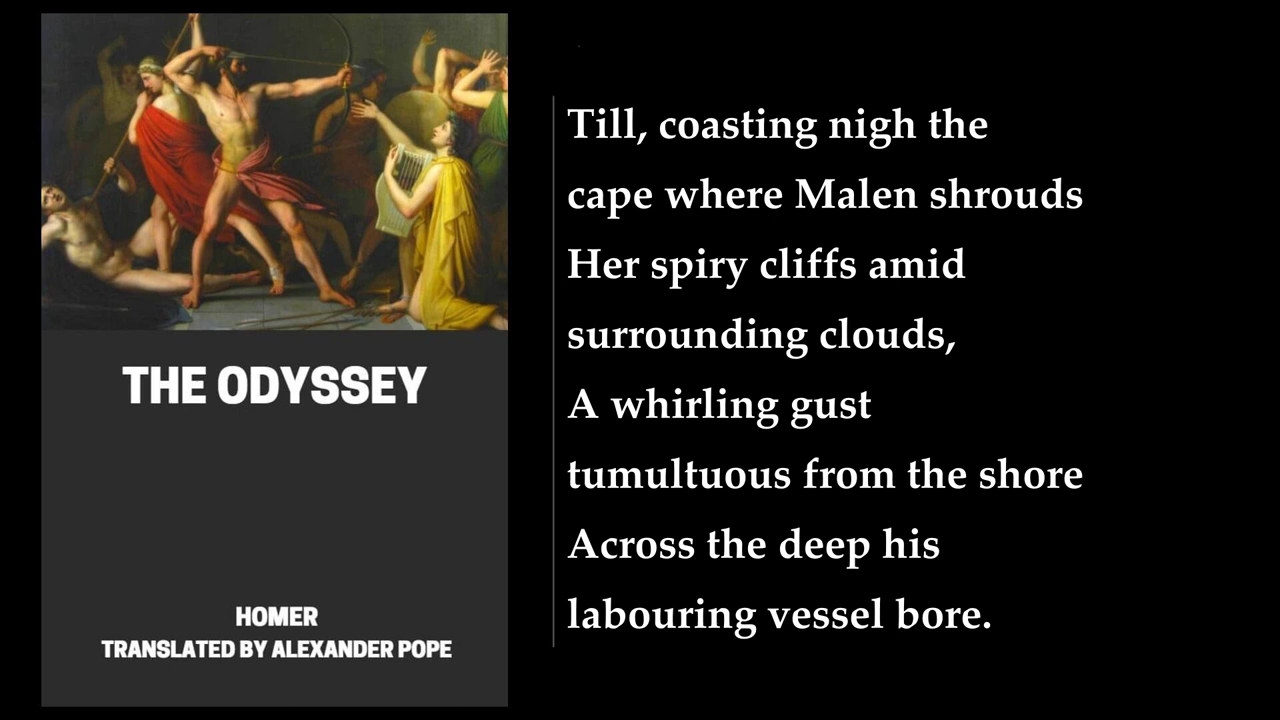 THE ODYSSEY
HOMER
TRANSLATED BY ALEXANDER POPE
Till, coasting nigh the
cape where Malen shrouds
Her spiry cliffs amid
surrounding clouds,
A whirling gust
tumultuous from the shore
Across the deep his
labouring vessel bore.